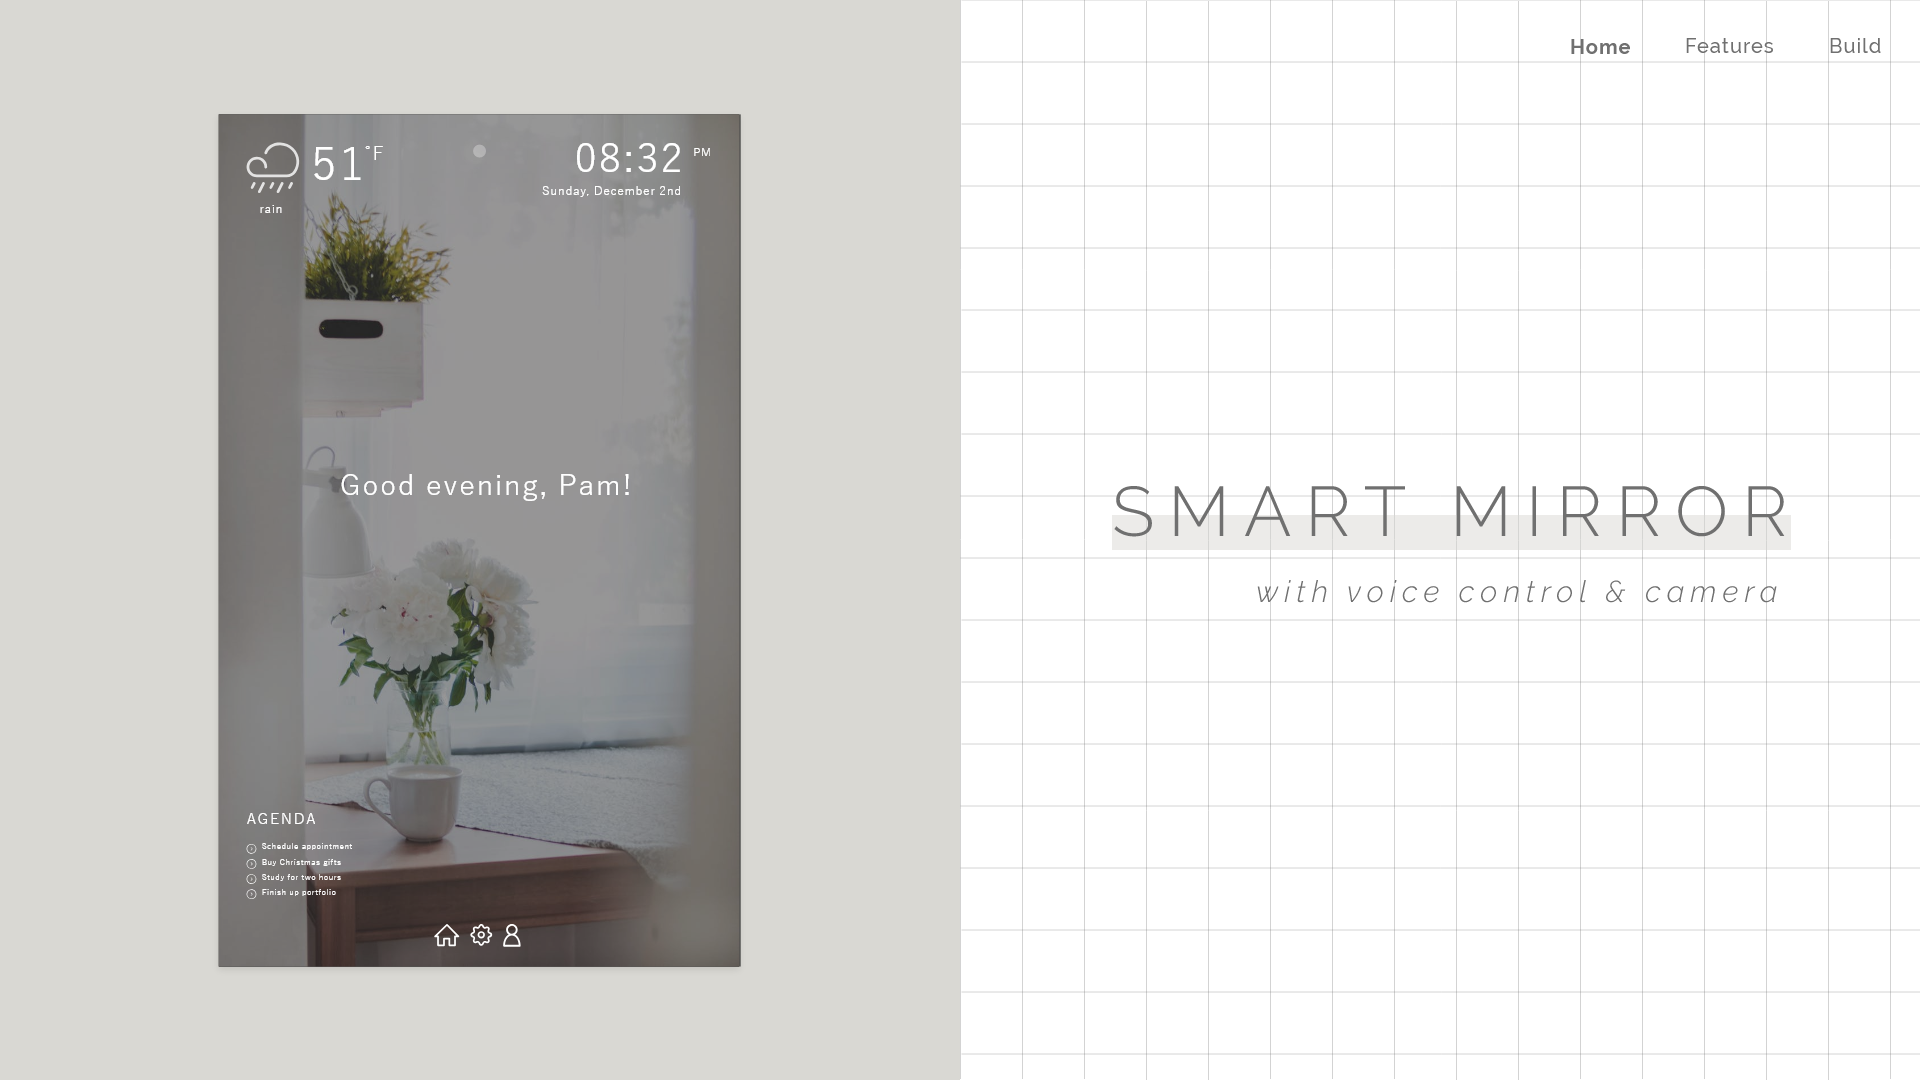 Home Features Build
51°F
08:32 PM
Sunday, December 2nd
rain
Good evening, Pam!
SMART MIRROR
with voice control & camera
AGENDA
Schedule appointment
Buy Christmas gifts
Study for two hours
Finish up portfolio